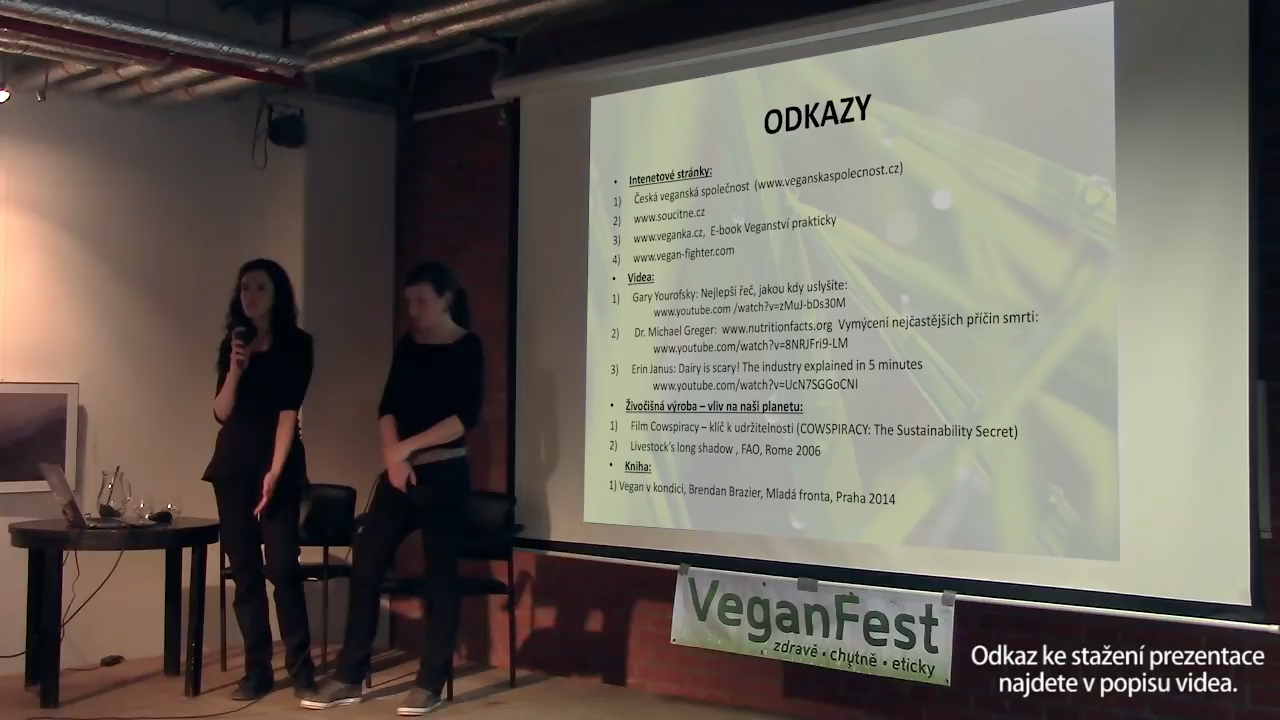 ODKAZY
• Intenetové stránky:
1) Česká veganská společnost (www.veganskaspolecnost.cz)
2) www.soucitne.cz
3) www.veganka.cz, E-book Veganství prakticky
4) www.vegan-fighter.com
• Videa:
1) Gary Yourofsky: Nejlepší řeč, jakou kdy uslyšíte:
www.youtube.com /watch?v=zMuJ-bDs30M
2) Dr. Michael Greger: www.nutritionfacts.org Vymýcení nejčastějších příčin smrti:
www.youtube.com/watch?v=8NRJFri9-LM
3) Erin Janus: Dairy is scary! The industry explained in 5 minutes
www.youtube.com/watch?v=UcN7SGGoCNI
• Živočišná výroba – vliv na naši planetu:
1) Film Cowspiracy – klíč k udržitelnosti (COWSPIRACY: The Sustainability Secret)
2) Livestock's long shadow , FAO, Rome 2006
• Kniha:
1) Vegan v kondici, Brendan Brazier, Mladá fronta, Praha 2014
VeganFest
zdravě • chutně • eticky
Odkaz ke stažení prezentace
najdete v popisu videa.